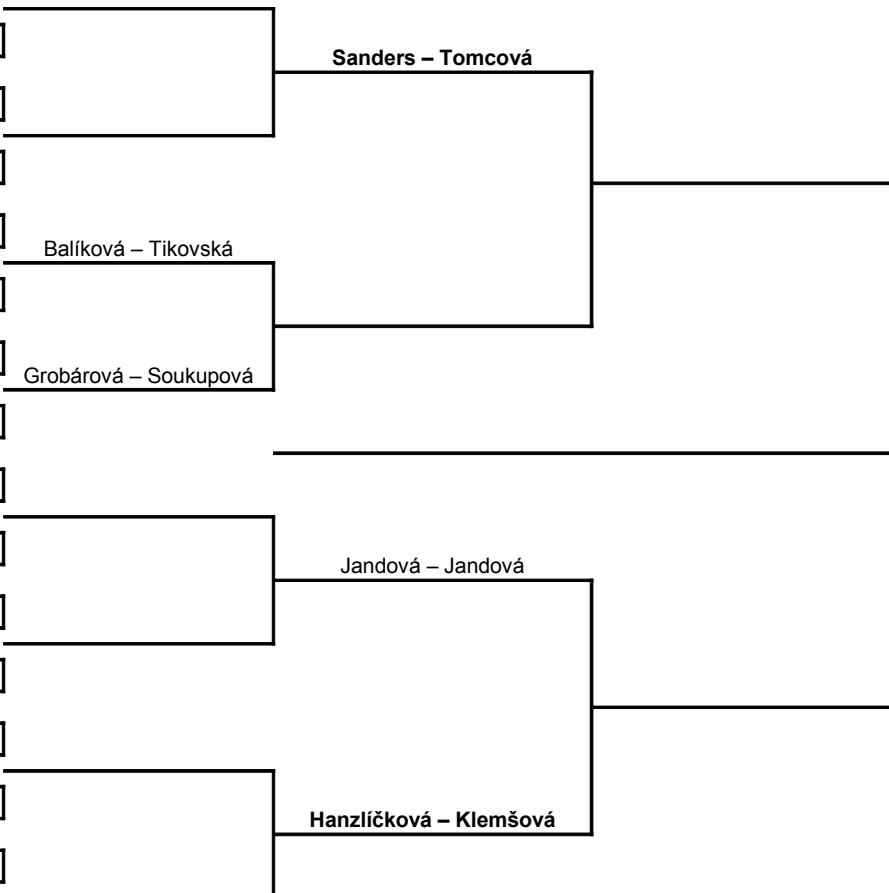 Sanders – Tomcová
Balíková – Tikovská
Grobárová – Soukupová
Jandová – Jandová
Hanzlíčková – Klemšová